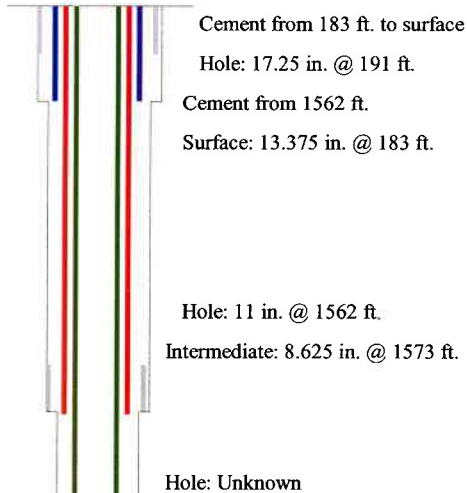 Cement from 183 ft. to surface
Hole: 17.25 in. @ 191 ft.
Cement from 1562 ft.
Surface: 13.375 in. @ 183 ft.
Hole: 11 in. @ 1562 ft.
Intermediate: 8.625 in. @ 1573 ft.
Hole: Unknown